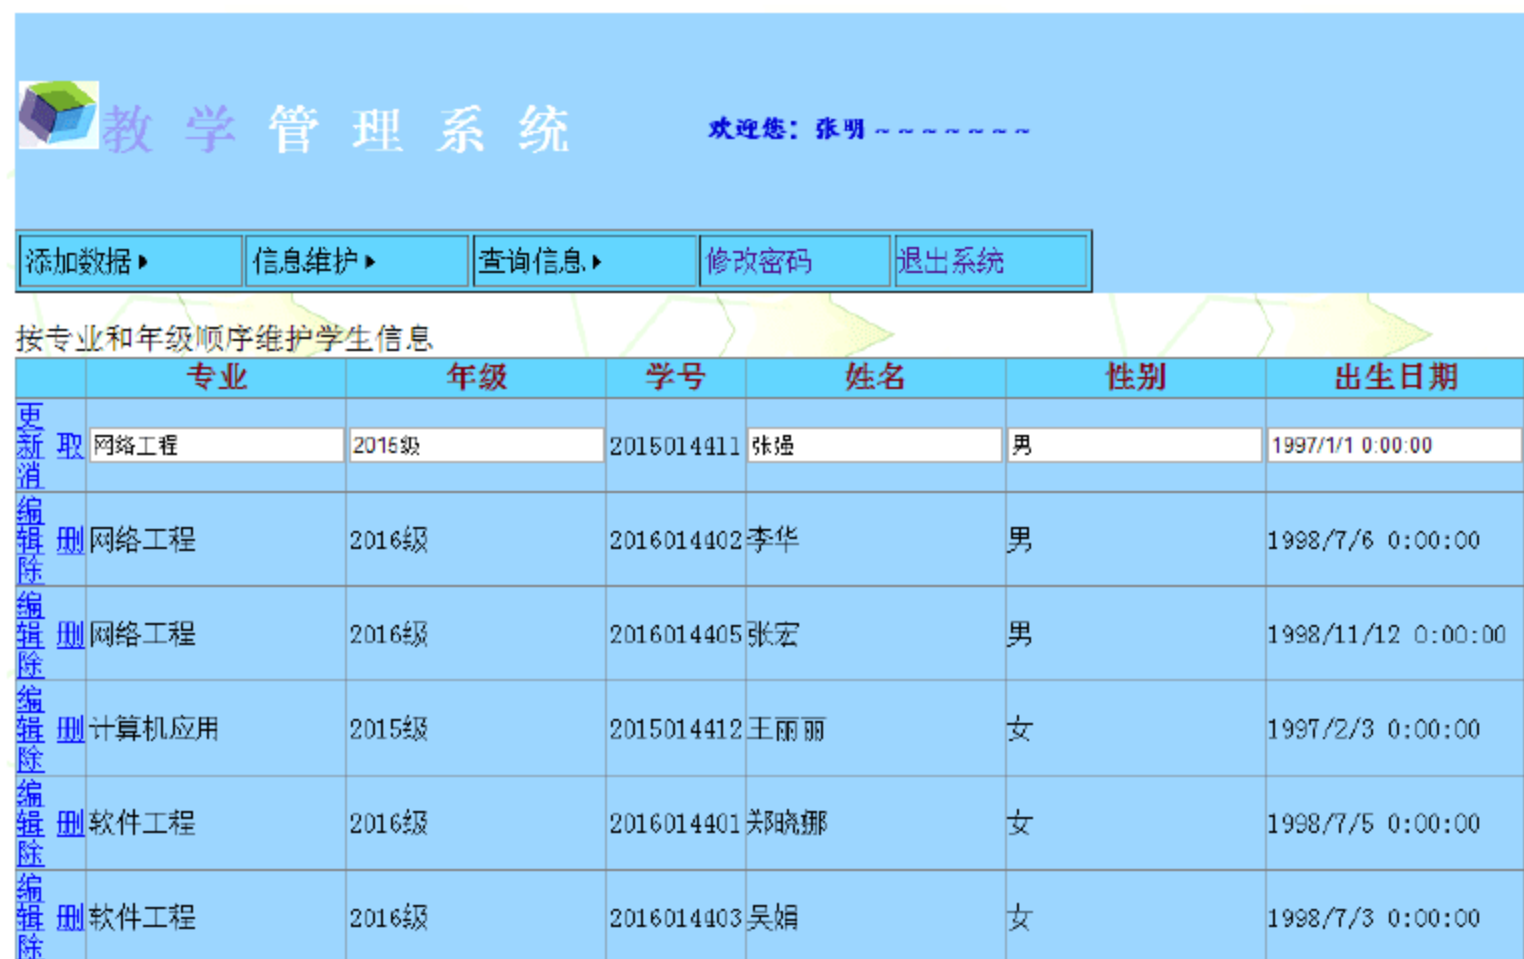 教 学 管 理 系 统
欢迎您：张明～～～～～～～
添加数据▶ 信息维护▶ 查询信息▶ 修改密码 退出系统
按专业和年级顺序维护学生信息
专业 年级 学号 姓名 性别 出生日期
更新 取消 网络工程 2015级 2015014411 张强 男 1997/1/1 0:00:00
编辑 删除 网络工程 2016级 2016014402 李华 男 1998/7/6 0:00:00
编辑 删除 网络工程 2016级 2016014405 张宏 男 1998/11/12 0:00:00
编辑 删除 计算机应用 2015级 2015014412 王丽丽 女 1997/2/3 0:00:00
编辑 删除 软件工程 2016级 2016014401 郑晓娜 女 1998/7/5 0:00:00
编辑 删除 软件工程 2016级 2016014403 吴娟 女 1998/7/3 0:00:00